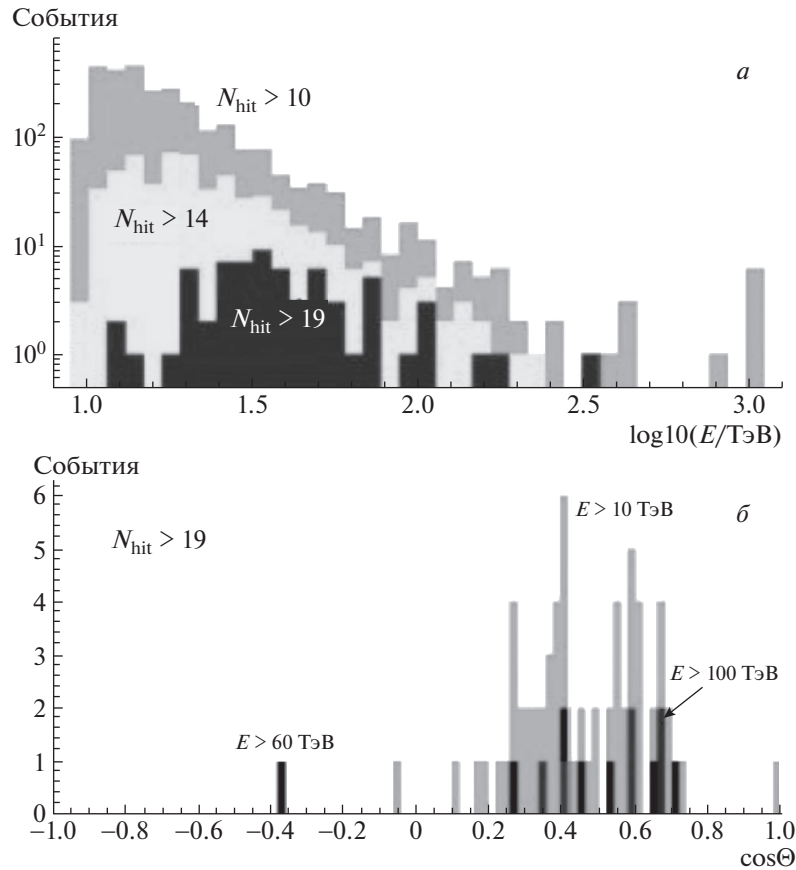 События
a
N_hit > 10
10²
N_hit > 14
10¹
N_hit > 19
10⁰
1.0 1.5 2.0 2.5 3.0
log10(E/ТэВ)
События
6
E > 10 ТэВ
б
N_hit > 19
5
4
3
E > 100 ТэВ
2
E > 60 ТэВ
1
0
−1.0 −0.8 −0.6 −0.4 −0.2 0 0.2 0.4 0.6 0.8 1.0
cosΘ